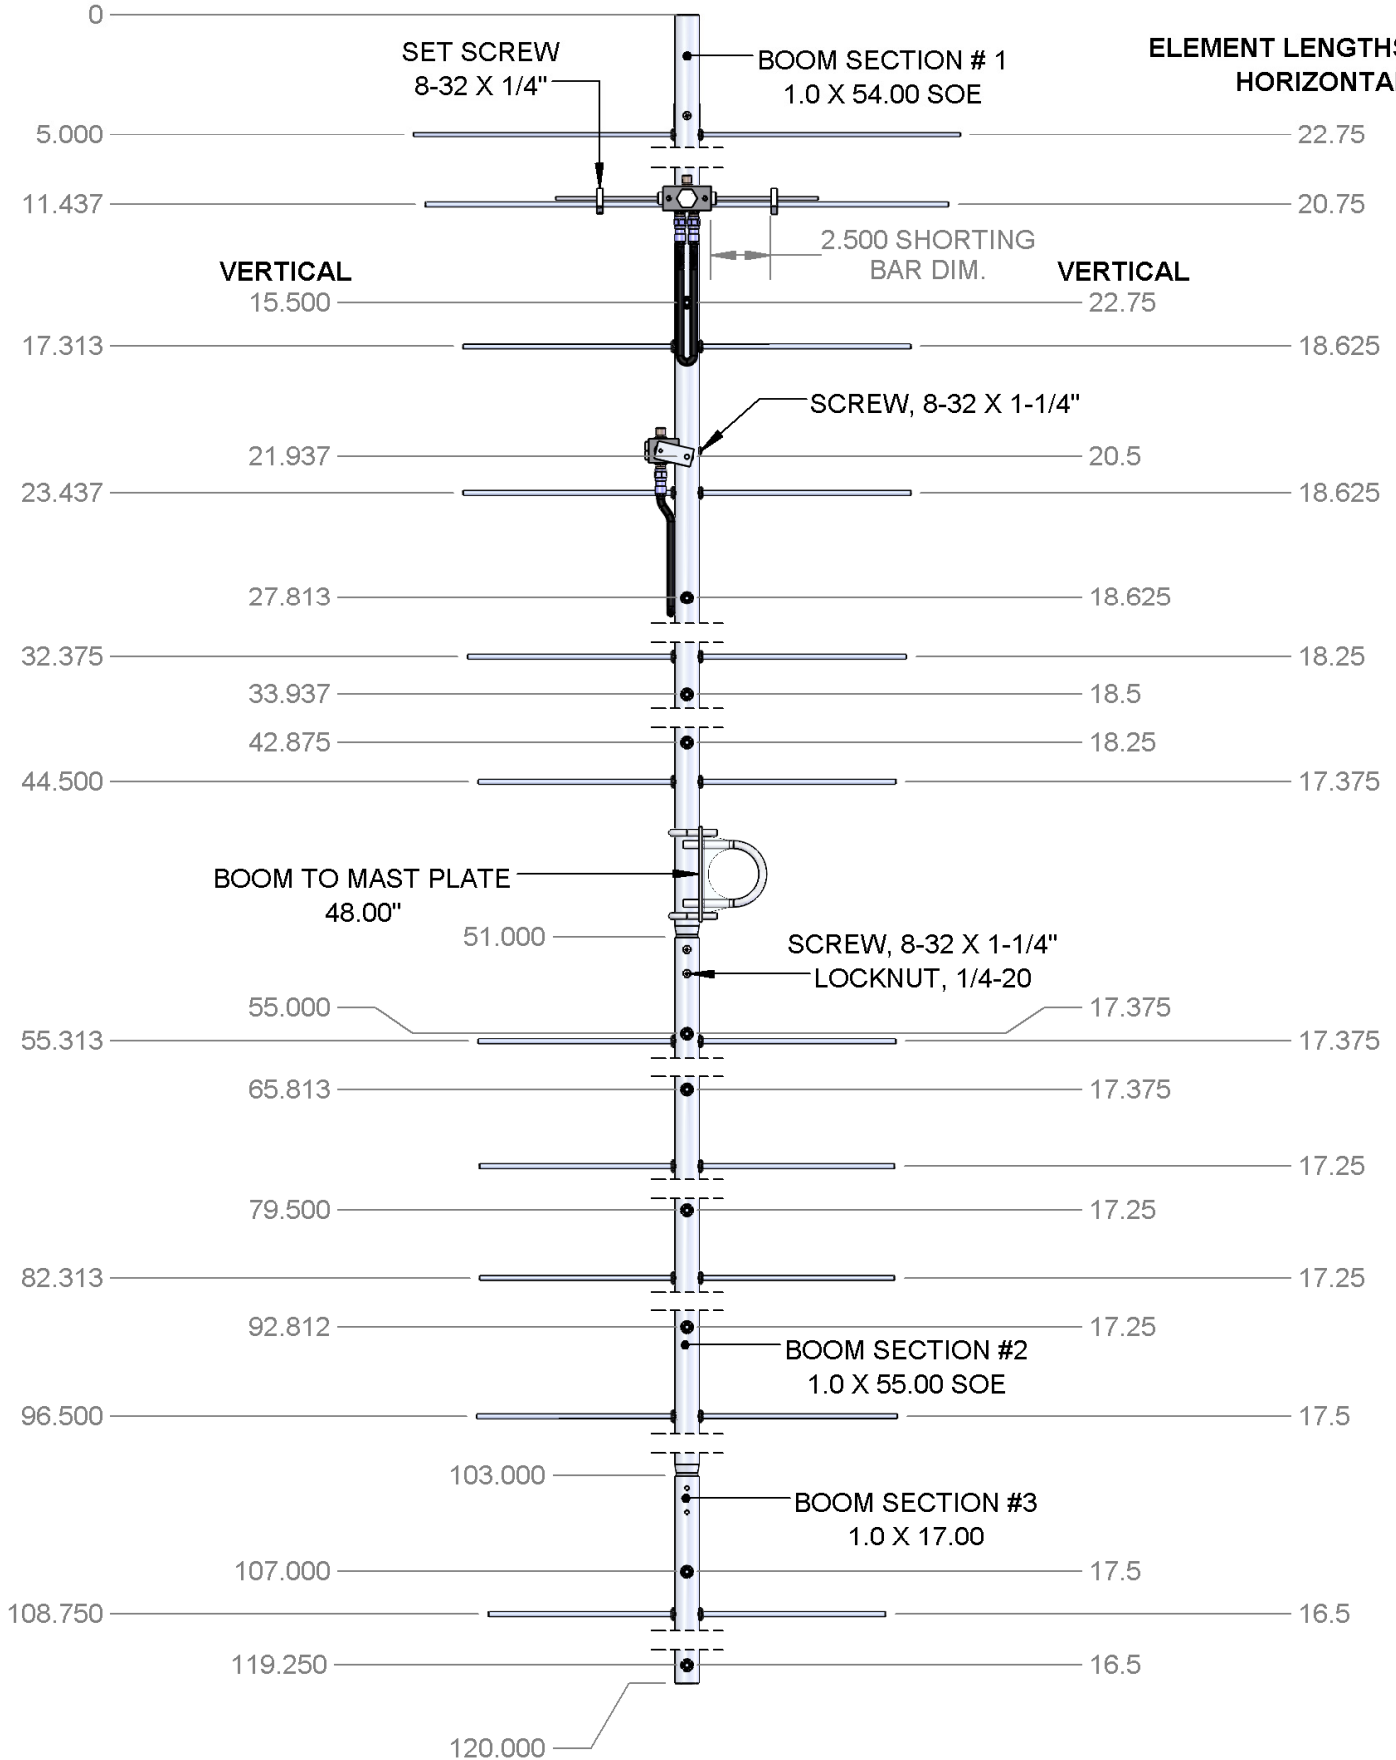 0
SET SCREW
8-32 X 1/4"
BOOM SECTION # 1
1.0 X 54.00 SOE
ELEMENT LENGTHS
HORIZONTAL
5.000
22.75
11.437
20.75
2.500 SHORTING
BAR DIM.
VERTICAL
VERTICAL
15.500
22.75
17.313
18.625
SCREW, 8-32 X 1-1/4"
21.937
20.5
23.437
18.625
27.813
18.625
32.375
18.25
33.937
18.5
42.875
18.25
44.500
17.375
BOOM TO MAST PLATE
48.00"
51.000
SCREW, 8-32 X 1-1/4"
LOCKNUT, 1/4-20
55.000
17.375
55.313
17.375
65.813
17.375
17.25
79.500
17.25
82.313
17.25
92.812
17.25
BOOM SECTION #2
1.0 X 55.00 SOE
96.500
17.5
103.000
BOOM SECTION #3
1.0 X 17.00
107.000
17.5
108.750
16.5
119.250
16.5
120.000